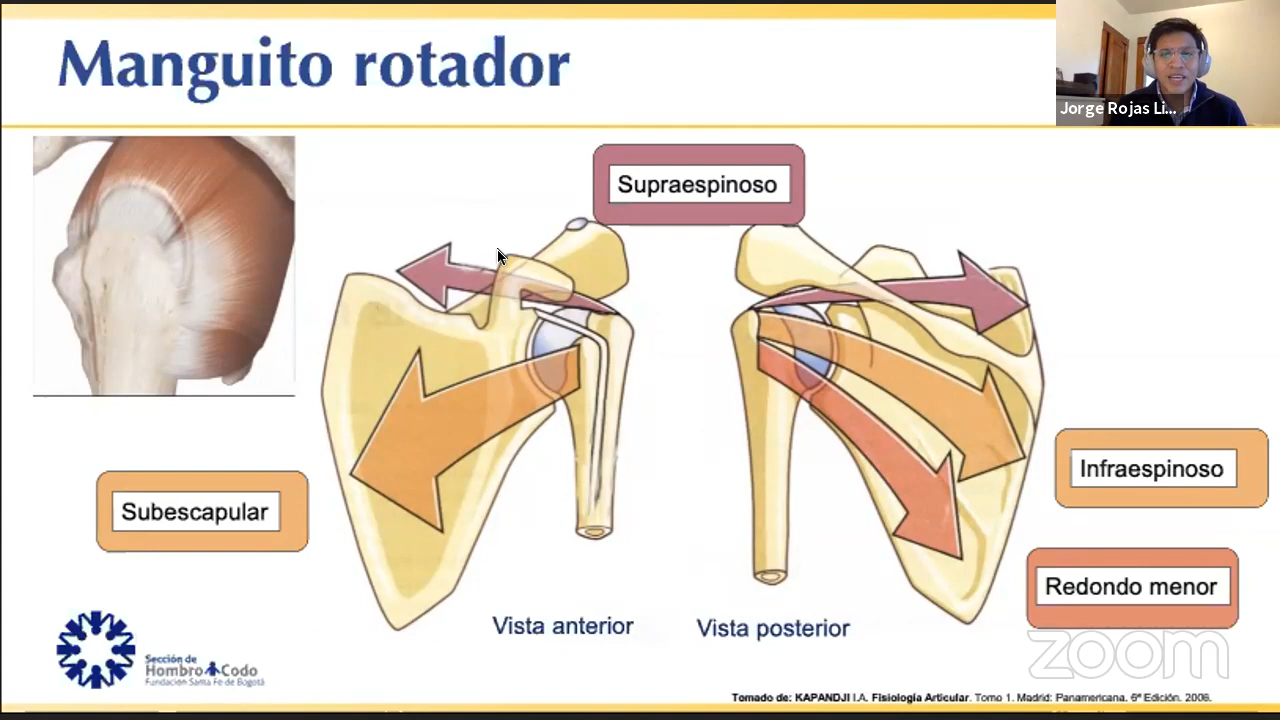 Manguito rotador
Jorge Rojas Li...
Supraespinoso
Infraespinoso
Subescapular
Redondo menor
Vista anterior
Vista posterior
zoom
Sección de
Hombro Codo
Fundación Santa Fe de Bogotá
Tomado de: KAPANDJI I.A. Fisiología Articular. Tomo 1. Madrid: Panamericana. 6ª Edición. 2006.